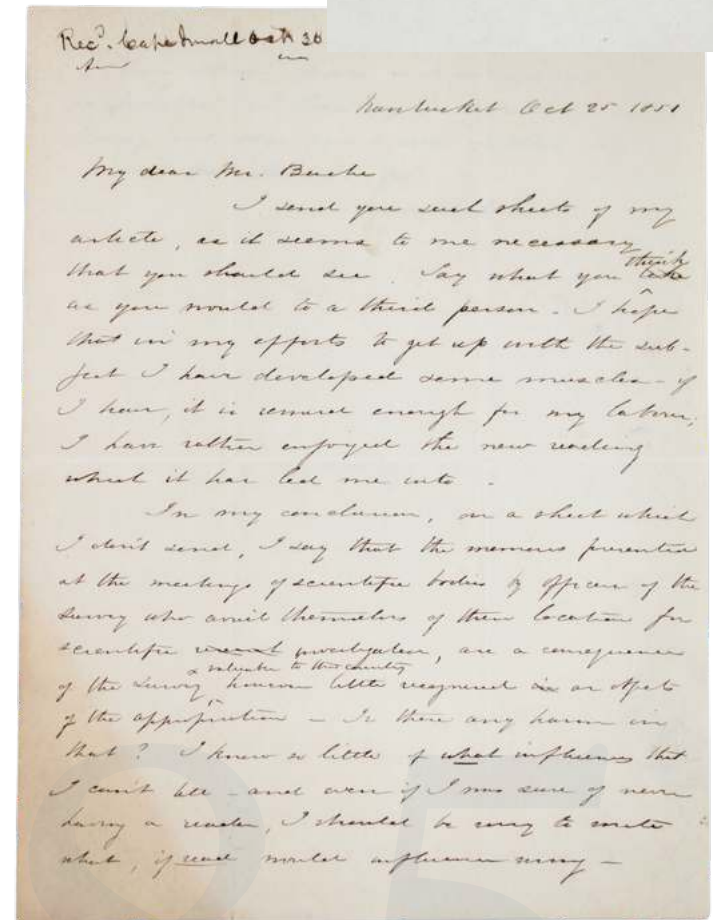 Recd. Cape Small Oct 30
Nantucket Oct 25 1851
My dear Mr. Bache
I send you such sheets of my
article, as it seems to me necessary
think
that you should see. Say what you
as you would to a third person - I hope
that in my efforts to get up with the sub-
ject I have developed some muscles - if
I have, it is reward enough for my labor;
I have rather enjoyed the new reading
which it has led me into.
In my conclusion, on a sheet which
I don't send, I say that the memoirs presented
at the meetings of scientific bodies by officers of the
Survey who avail themselves of their location for
scientific investigation, are a consequence
& valuable to the country
of the Survey, however little recognized as an object
of the appropriation - Is there any harm in
that? I know so little of what influences that
I can't tell - and even if I was sure of never
having a reader, I should be sorry to write
what, if read would influence wrong -